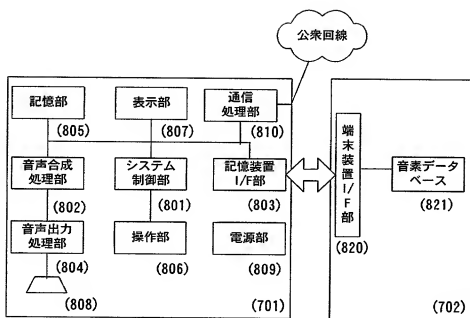 公衆回線
記憶部
(805)
表示部
(807)
通信
処理部
(810)
音声合成
処理部
(802)
システム
制御部
(801)
記憶装置
I/F部
(803)
音声出力
処理部
(804)
(808)
操作部
(806)
電源部
(809)
(701)
端末装置I/F部
(820)
音素データ
ベース
(821)
(702)